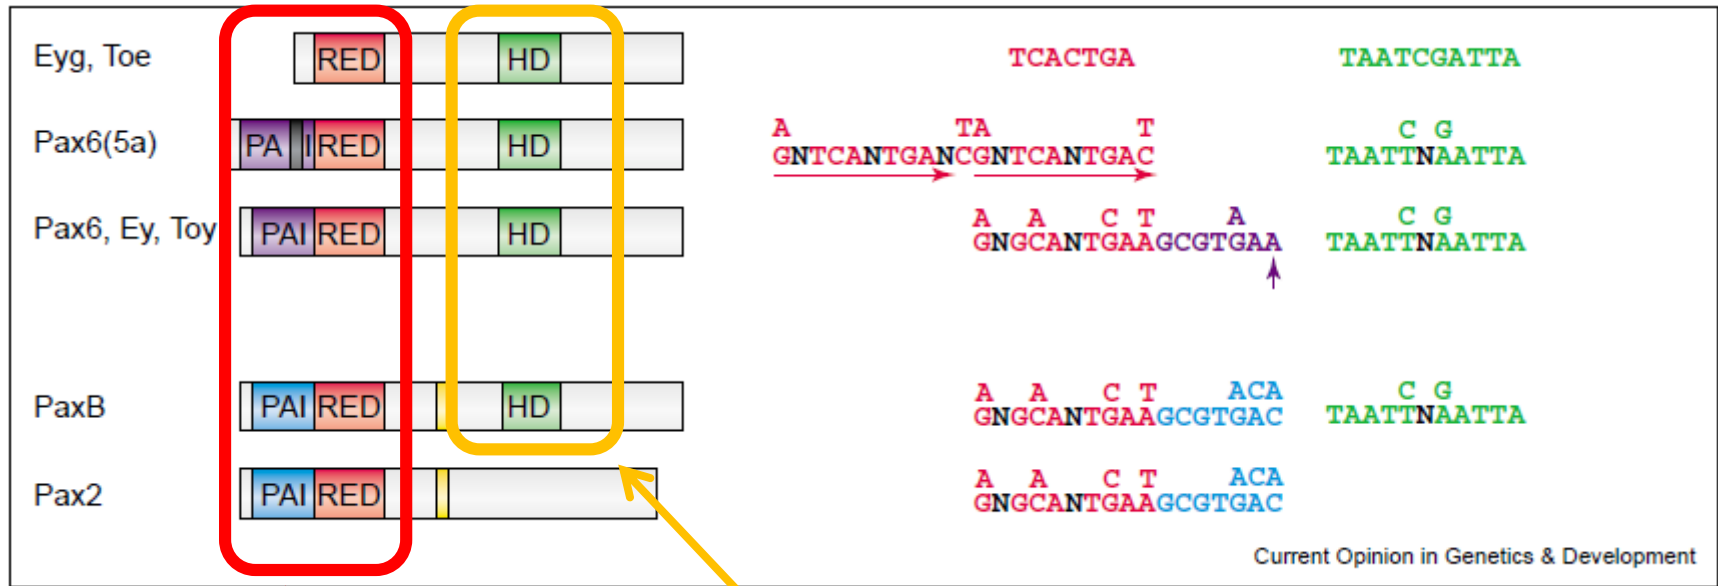 Eyg, Toe RED HD TCACTGA TAATCGATTA
A TA T C G
Pax6(5a) PA I RED HD GNTCANTGANCGNTCANTGAC TAATTNAATTA
A A C T A C G
Pax6, Ey, Toy PAI RED HD GNGCANTGAAGCGTGAA TAATTNAATTA
A A C T ACA C G
PaxB PAI RED HD GNGCANTGAAGCGTGAC TAATTNAATTA
A A C T ACA
Pax2 PAI RED GNGCANTGAAGCGTGAC
Current Opinion in Genetics & Development